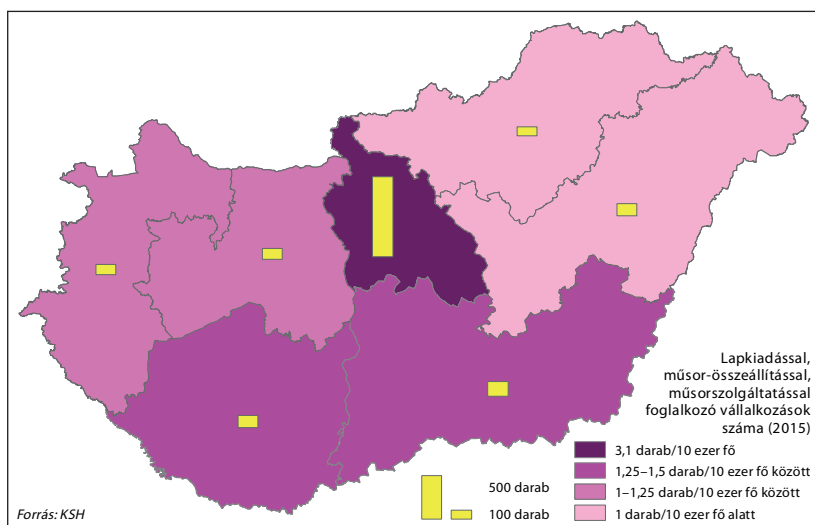 Lapkiadással,
műsor-összeállítással,
műsorszolgáltatással
foglalkozó vállalkozások
száma (2015)
3,1 darab/10 ezer fő
1,25–1,5 darab/10 ezer fő között
1–1,25 darab/10 ezer fő között
1 darab/10 ezer fő alatt
500 darab
100 darab
Forrás: KSH